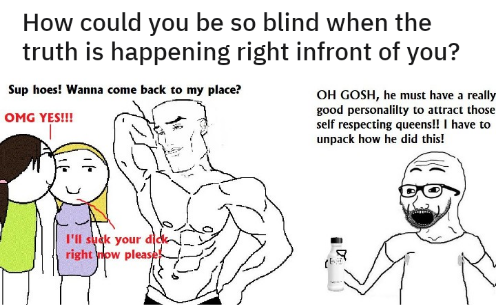 How could you be so blind when the
truth is happening right infront of you?
Sup hoes! Wanna come back to my place?
OMG YES!!!
I'll suck your dick
right now please!
OH GOSH, he must have a really
good personalilty to attract those
self respecting queens!! I have to
unpack how he did this!